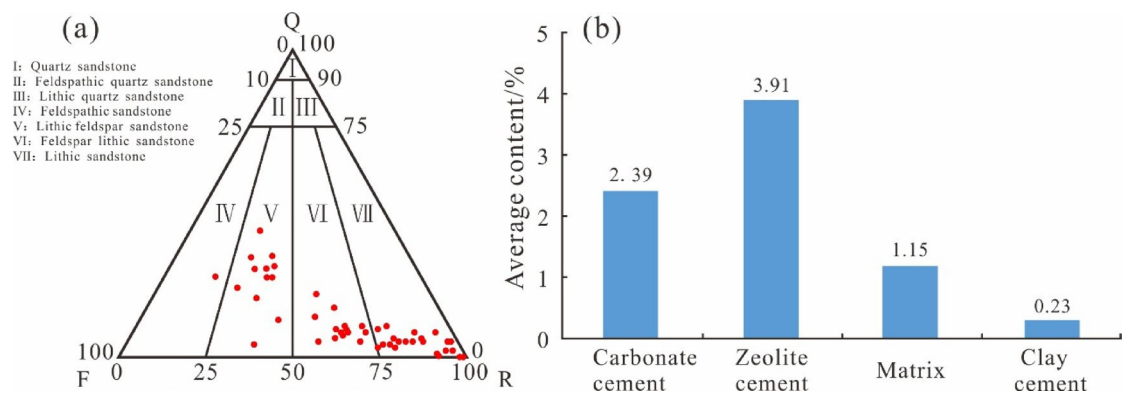 (a)
Q
0 100
I: Quartz sandstone
II: Feldspathic quartz sandstone
III: Lithic quartz sandstone
IV: Feldspathic sandstone
V: Lithic feldspar sandstone
VI: Feldspar lithic sandstone
VII: Lithic sandstone
I
10 90
II III
25 75
IV V VI VII
100 0
F 0 25 50 75 100 R
(b)
Average content/%
5
4
3
2
1
0
2.39
3.91
1.15
0.23
Carbonate
cement
Zeolite
cement
Matrix
Clay
cement